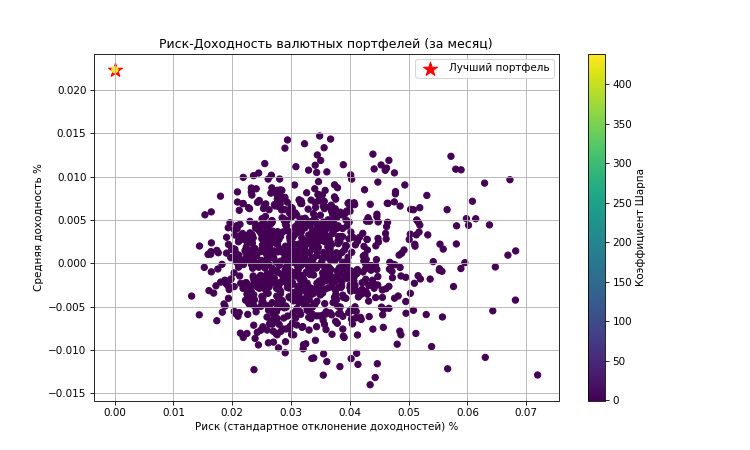 Риск-Доходность валютных портфелей (за месяц)
Лучший портфель
Средняя доходность %
0.020
0.015
0.010
0.005
0.000
−0.005
−0.010
−0.015
0.00 0.01 0.02 0.03 0.04 0.05 0.06 0.07
Риск (стандартное отклонение доходностей) %
400
350
300
250
200
150
100
50
0
Коэффициент Шарпа